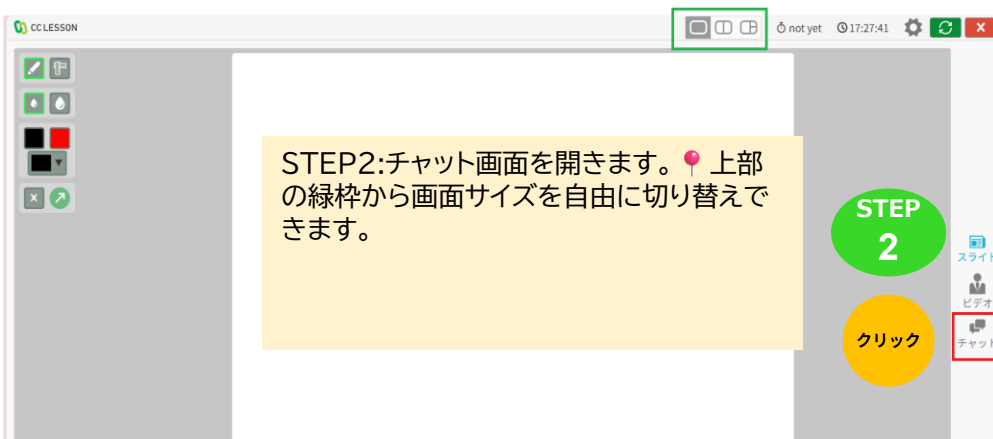 CC LESSON
not yet 17:27:41
STEP2:チャット画面を開きます。📍上部
の緑枠から画面サイズを自由に切り替えで
きます。
STEP
2
スライド
ビデオ
クリック
チャット